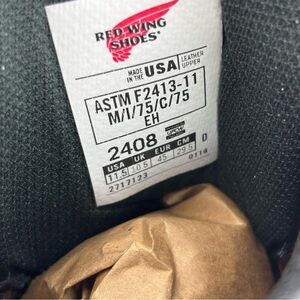 RED WING
SHOES®
MADE IN THE USA LEATHER UPPER
ASTM F2413-11
M/I/75/C/75
EH
2408
USA UK EUR CM D
11.5 10.5 45 29.5
2717123 0116